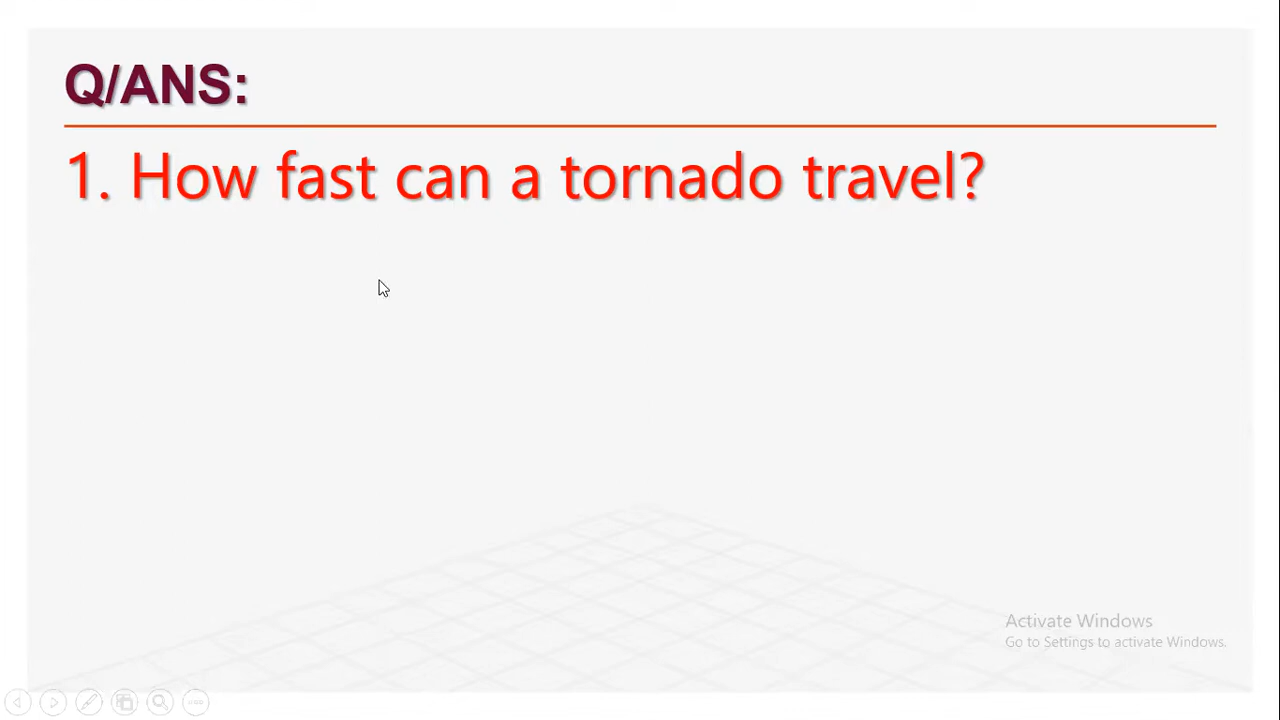 Q/ANS:
1. How fast can a tornado travel?
Activate Windows
Go to Settings to activate Windows.